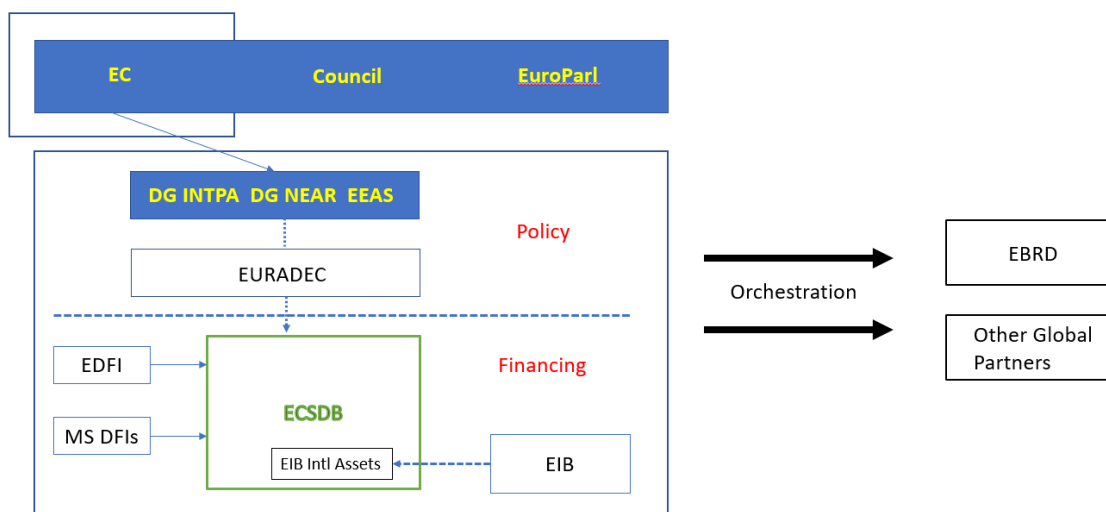 EC Council EuroParl
DG INTPA DG NEAR EEAS
Policy
EURADEC
EBRD
Orchestration
Other Global
Partners
EDFI
Financing
ECSDB
MS DFIs
EIB Intl Assets
EIB